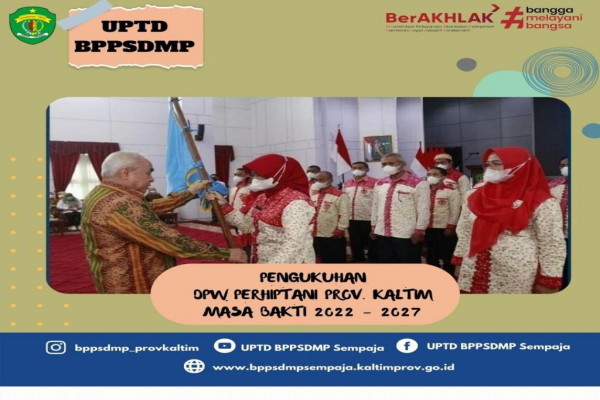 UPTD
BPPSDMP
BerAKHLAK
#bangga
melayani
bangsa
PENGUKUHAN
DPW PERHIPTANI PROV. KALTIM
MASA BAKTI 2022 - 2027
bppsdmp_provkaltim
UPTD BPPSDMP Sempaja
UPTD BPPSDMP Sempaja
www.bppsdmpsempaja.kaltimprov.go.id